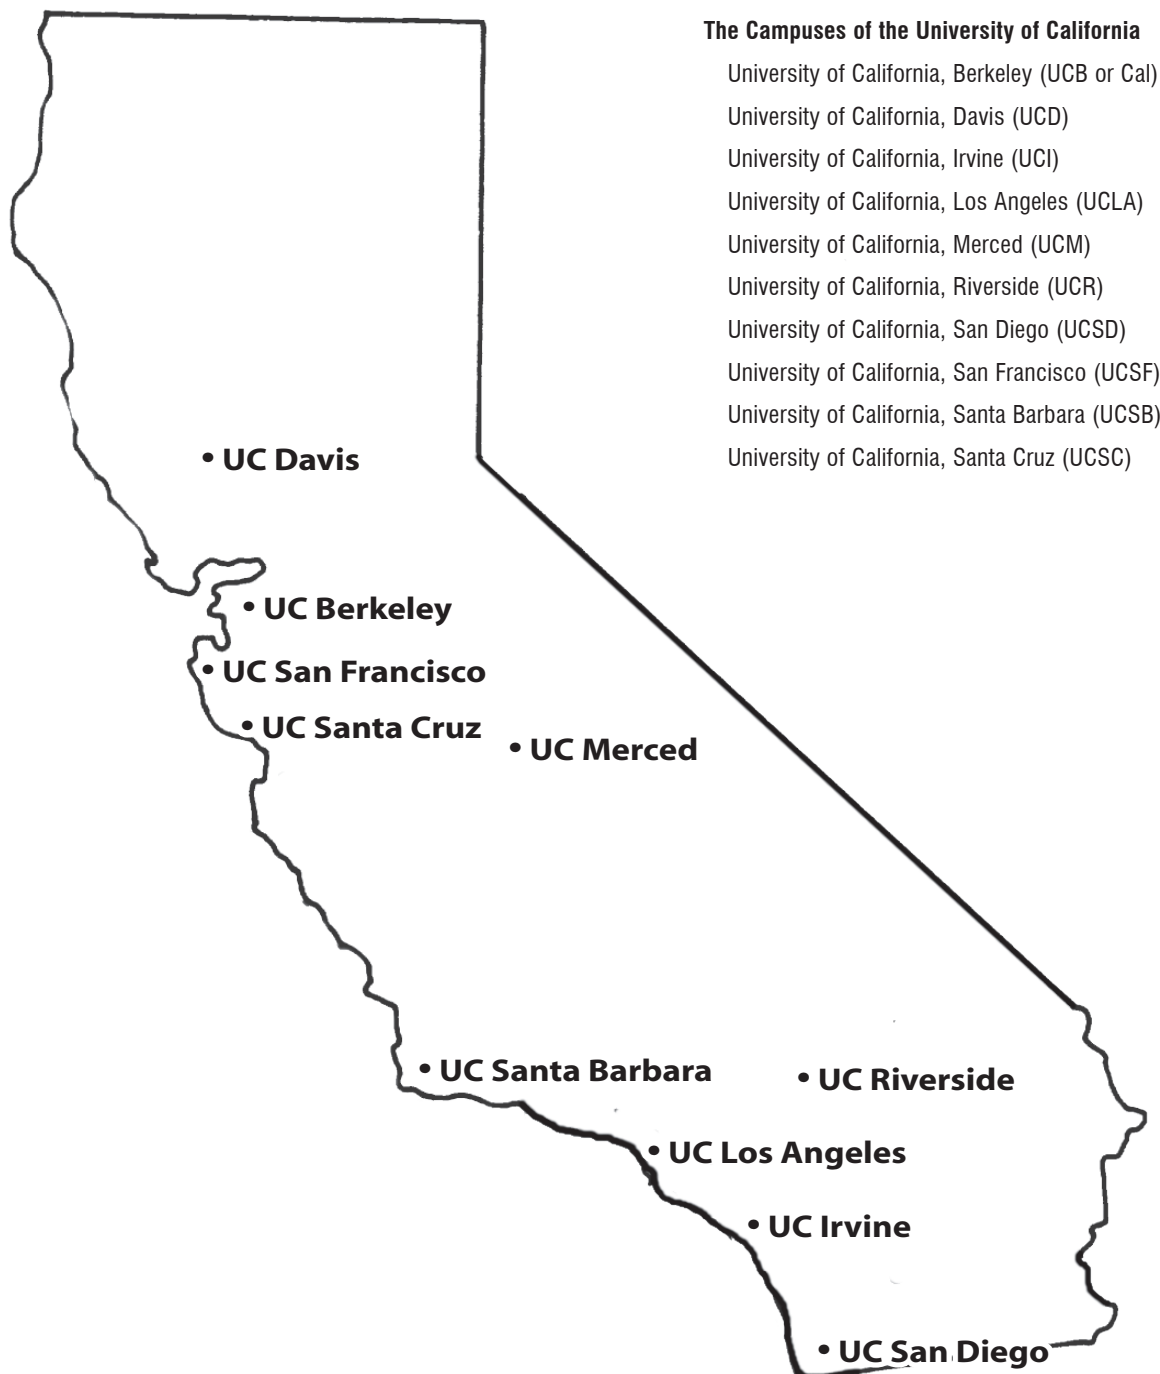 The Campuses of the University of California
University of California, Berkeley (UCB or Cal)
University of California, Davis (UCD)
University of California, Irvine (UCI)
University of California, Los Angeles (UCLA)
University of California, Merced (UCM)
University of California, Riverside (UCR)
University of California, San Diego (UCSD)
University of California, San Francisco (UCSF)
University of California, Santa Barbara (UCSB)
University of California, Santa Cruz (UCSC)
• UC Davis
• UC Berkeley
• UC San Francisco
• UC Santa Cruz
• UC Merced
• UC Santa Barbara
• UC Riverside
• UC Los Angeles
• UC Irvine
• UC San Diego